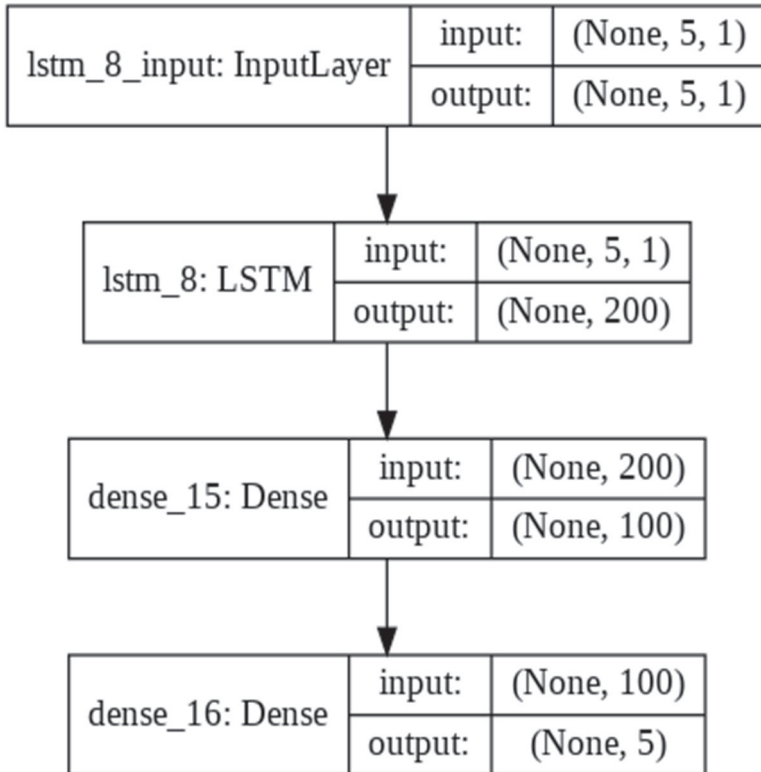 lstm_8_input: InputLayer
input: (None, 5, 1)
output: (None, 5, 1)
lstm_8: LSTM
input: (None, 5, 1)
output: (None, 200)
dense_15: Dense
input: (None, 200)
output: (None, 100)
dense_16: Dense
input: (None, 100)
output: (None, 5)